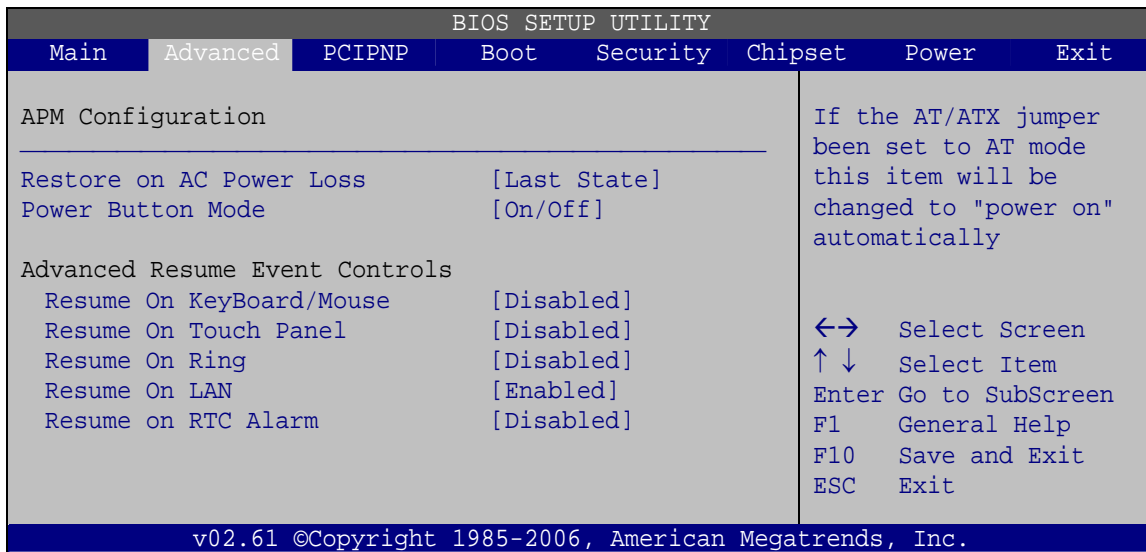 BIOS SETUP UTILITY
Main Advanced PCIPNP Boot Security Chipset Power Exit
APM Configuration
Restore on AC Power Loss [Last State]
Power Button Mode [On/Off]
Advanced Resume Event Controls
Resume On KeyBoard/Mouse [Disabled]
Resume On Touch Panel [Disabled]
Resume On Ring [Disabled]
Resume On LAN [Enabled]
Resume on RTC Alarm [Disabled]
If the AT/ATX jumper
been set to AT mode
this item will be
changed to "power on"
automatically
←→ Select Screen
↑ ↓ Select Item
Enter Go to SubScreen
F1 General Help
F10 Save and Exit
ESC Exit
v02.61 ©Copyright 1985-2006, American Megatrends, Inc.